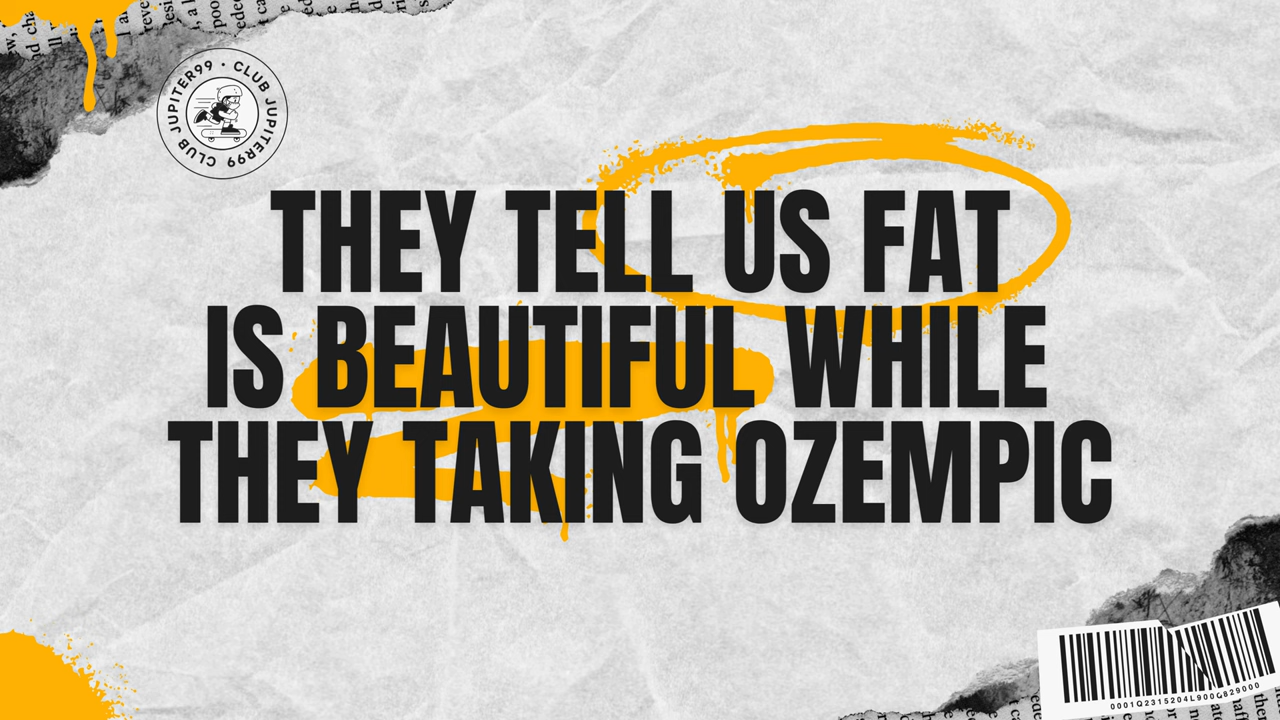 CLUB JUPITER99 • CLUB JUPITER99
THEY TELL US FAT
IS BEAUTIFUL WHILE
THEY TAKING OZEMPIC